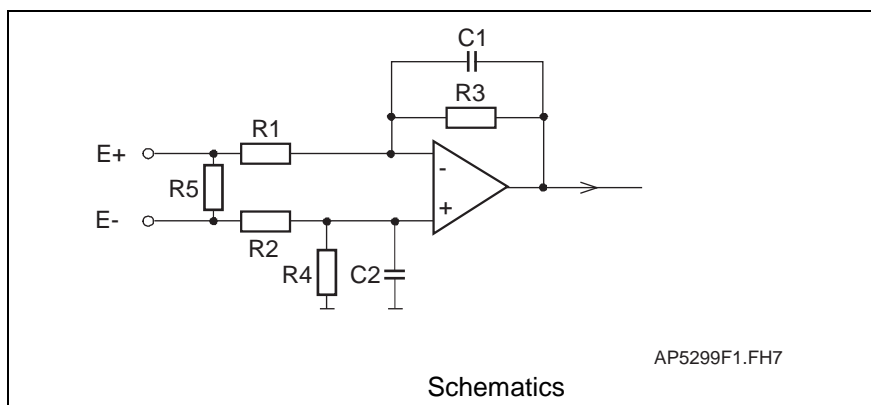 C1
R3
R1
E+
-
R5
+
E-
R2
R4
C2
AP5299F1.FH7
Schematics